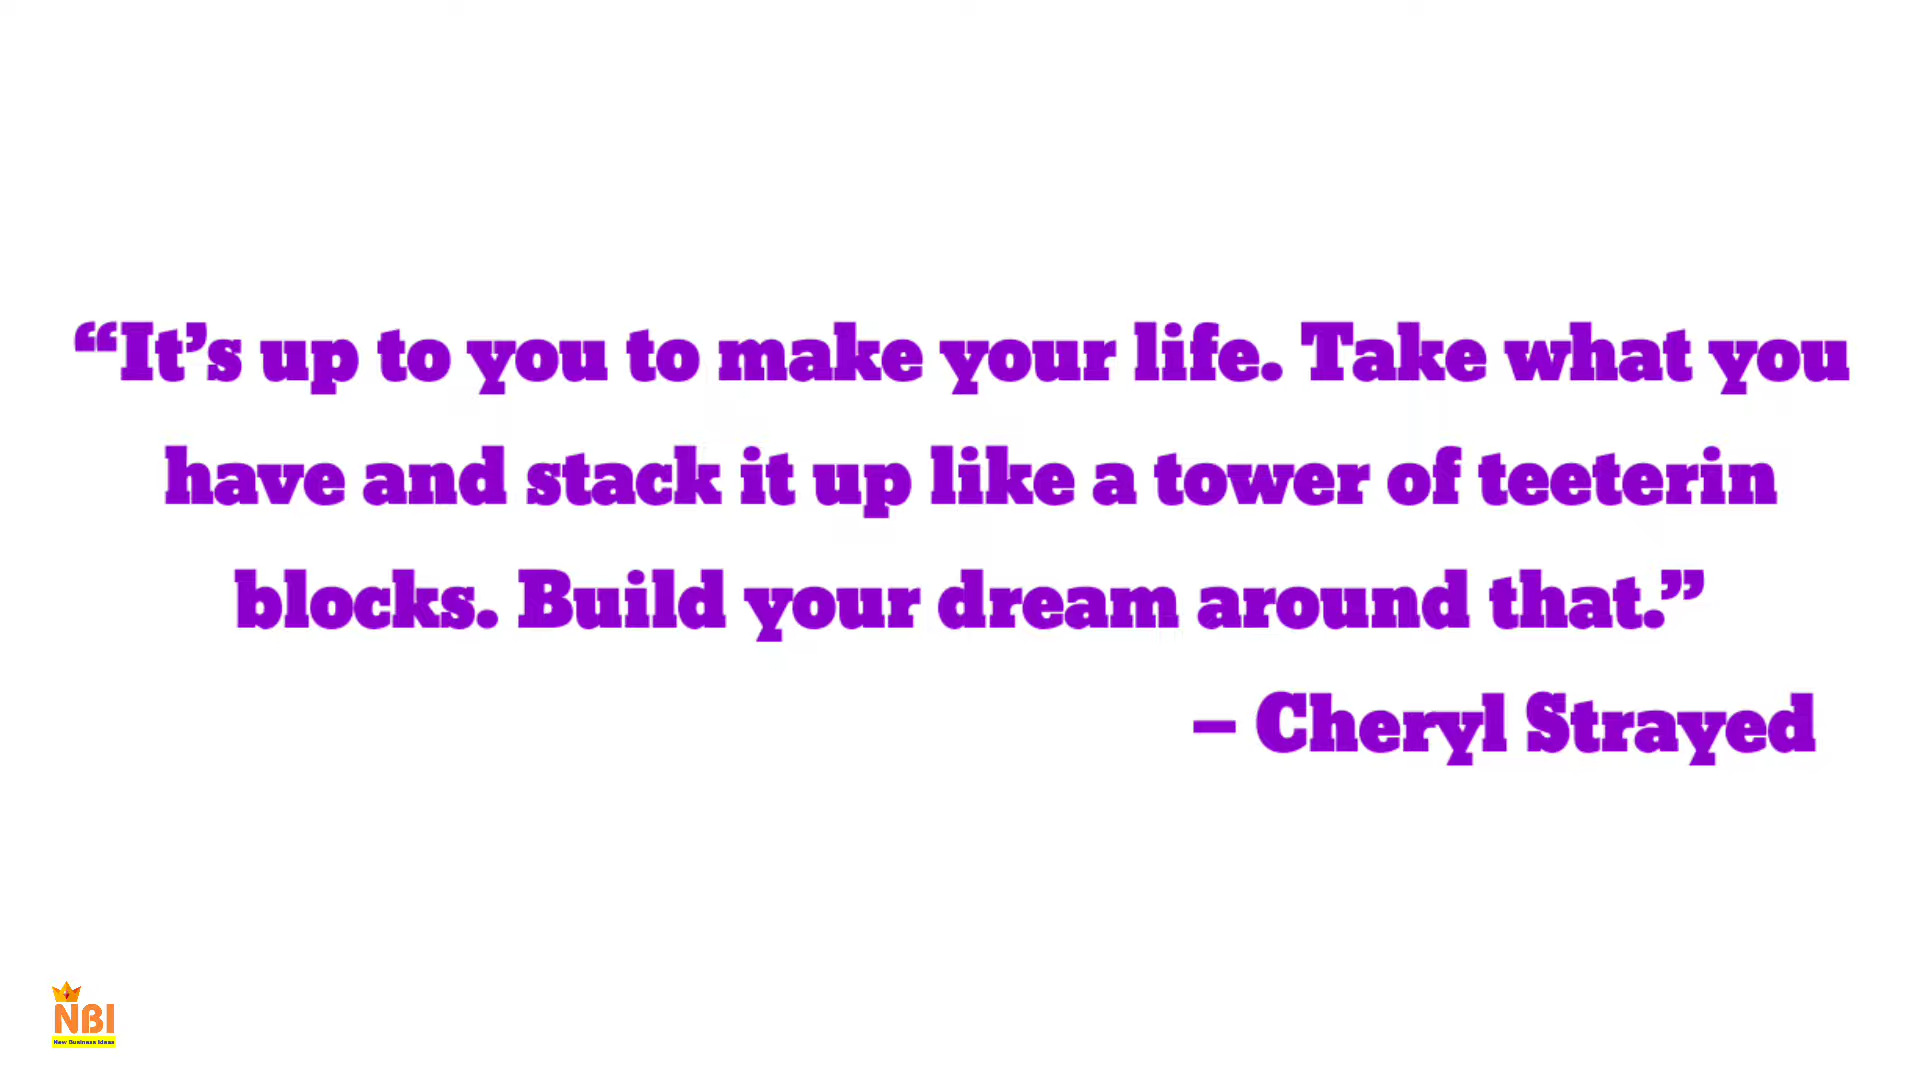 “It’s up to you to make your life. Take what you
have and stack it up like a tower of teeterin
blocks. Build your dream around that.”
– Cheryl Strayed
NBI
New Business Ideas